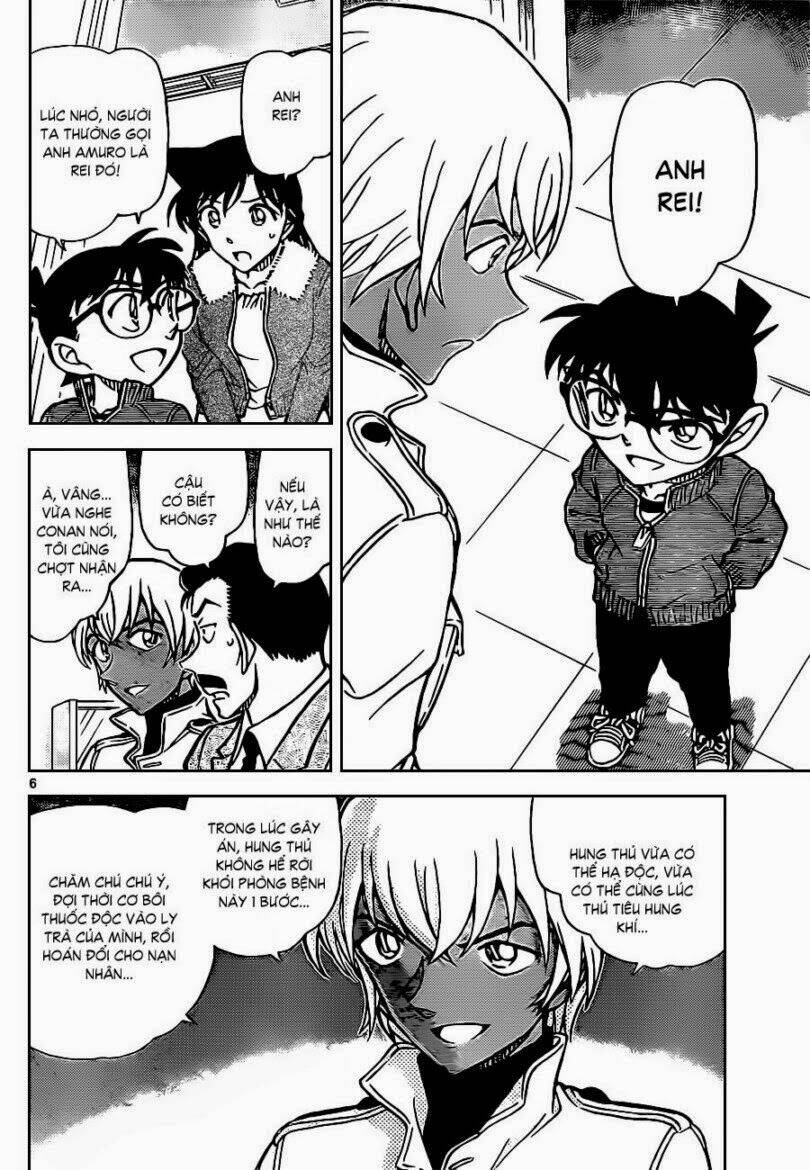 ANH
REI!
ANH
REI?
LÚC NHỎ, NGƯỜI
TA THƯỜNG GỌI
ANH AMURO LÀ
REI ĐÓ!
NẾU
VẬY, LÀ
NHƯ THẾ
NÀO?
CẬU
CÓ BIẾT
KHÔNG?
À, VÂNG...
VỪA NGHE
CONAN NÓI,
TÔI CŨNG
CHỢT NHẬN
RA...
6
HUNG THỦ VỪA CÓ
THỂ HẠ ĐỘC, VỪA
CÓ THỂ CÙNG LÚC
THỦ TIÊU HUNG
KHÍ...
TRONG LÚC GÂY
ÁN, HUNG THỦ
KHÔNG HỀ RỜI
KHỎI PHÒNG BỆNH
NÀY 1 BƯỚC...
CHĂM CHÚ CHÚ Ý,
ĐỢI THỜI CƠ BÔI
THUỐC ĐỘC VÀO LY
TRÀ CỦA MÌNH, RỒI
HOÁN ĐỔI CHO NẠN
NHÂN...